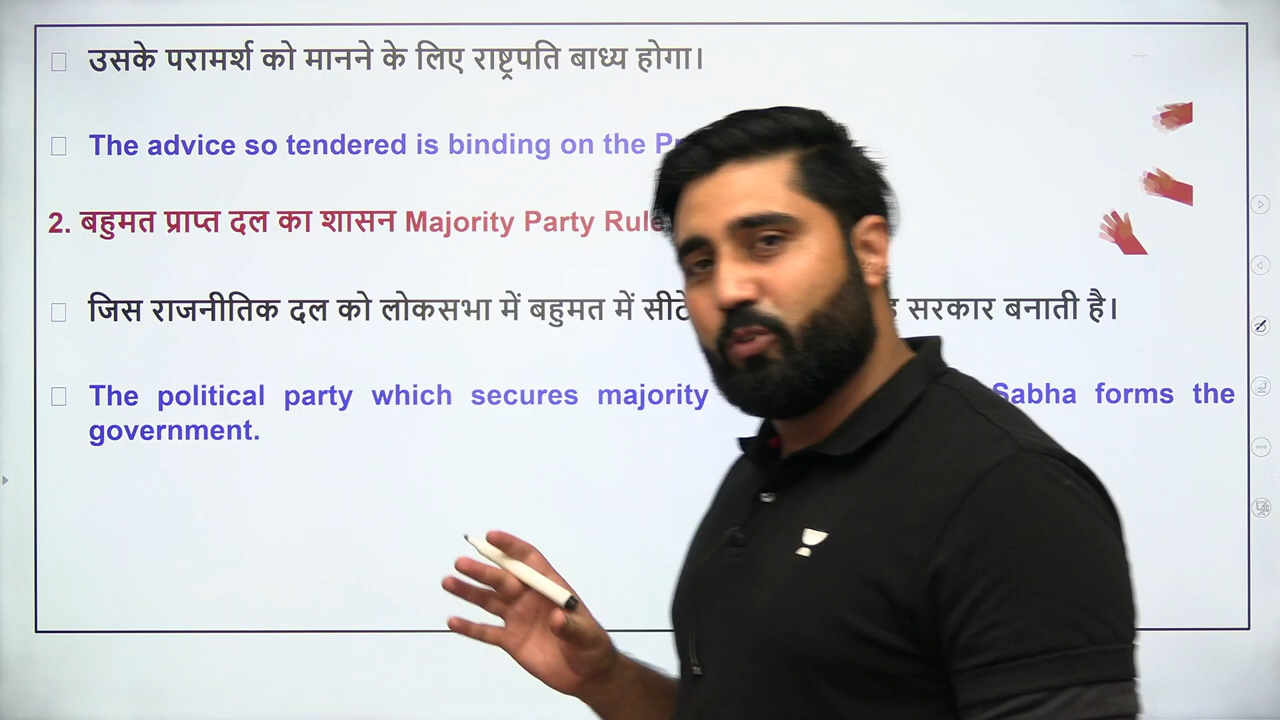 उसके परामर्श को मानने के लिए राष्ट्रपति बाध्य होगा।
The advice so tendered is binding on the
2. बहुमत प्राप्त दल का शासन Majority Party Rule
जिस राजनीतिक दल को लोकसभा में बहुमत में सरकार बनाती है।
The political party which secures majority Sabha forms the
government.